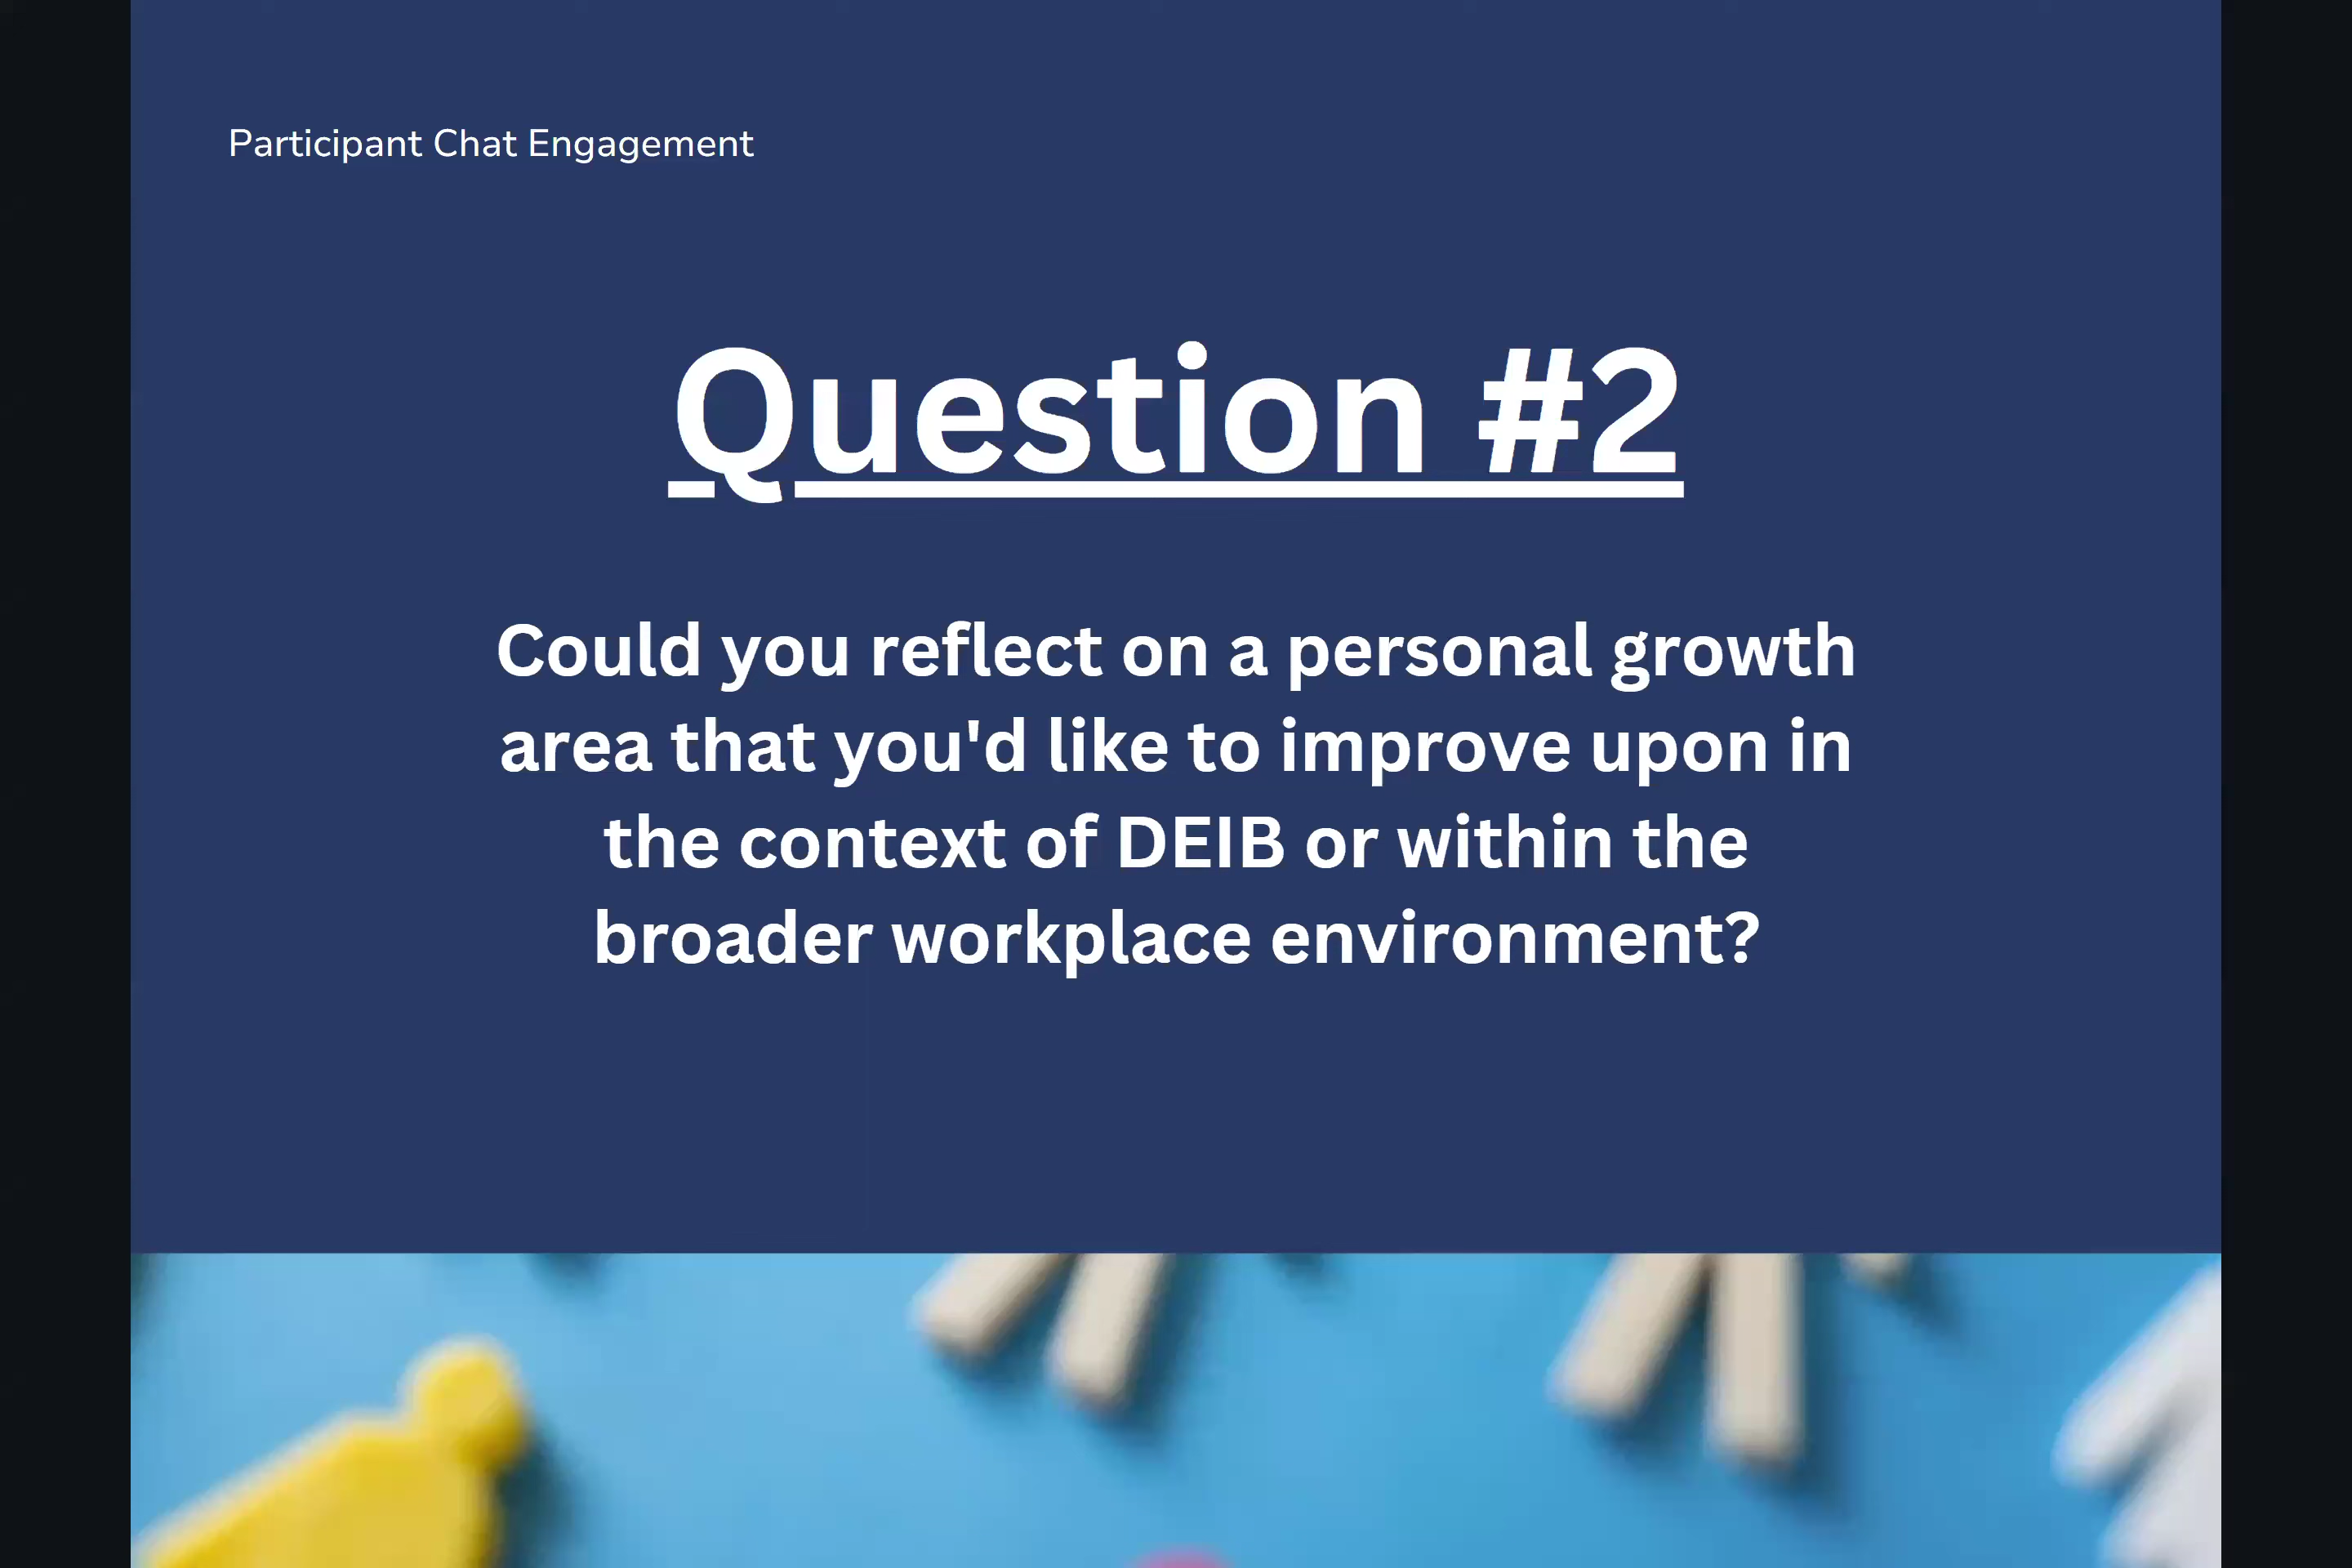 Participant Chat Engagement
Question #2
Could you reflect on a personal growth
area that you'd like to improve upon in
the context of DEIB or within the
broader workplace environment?